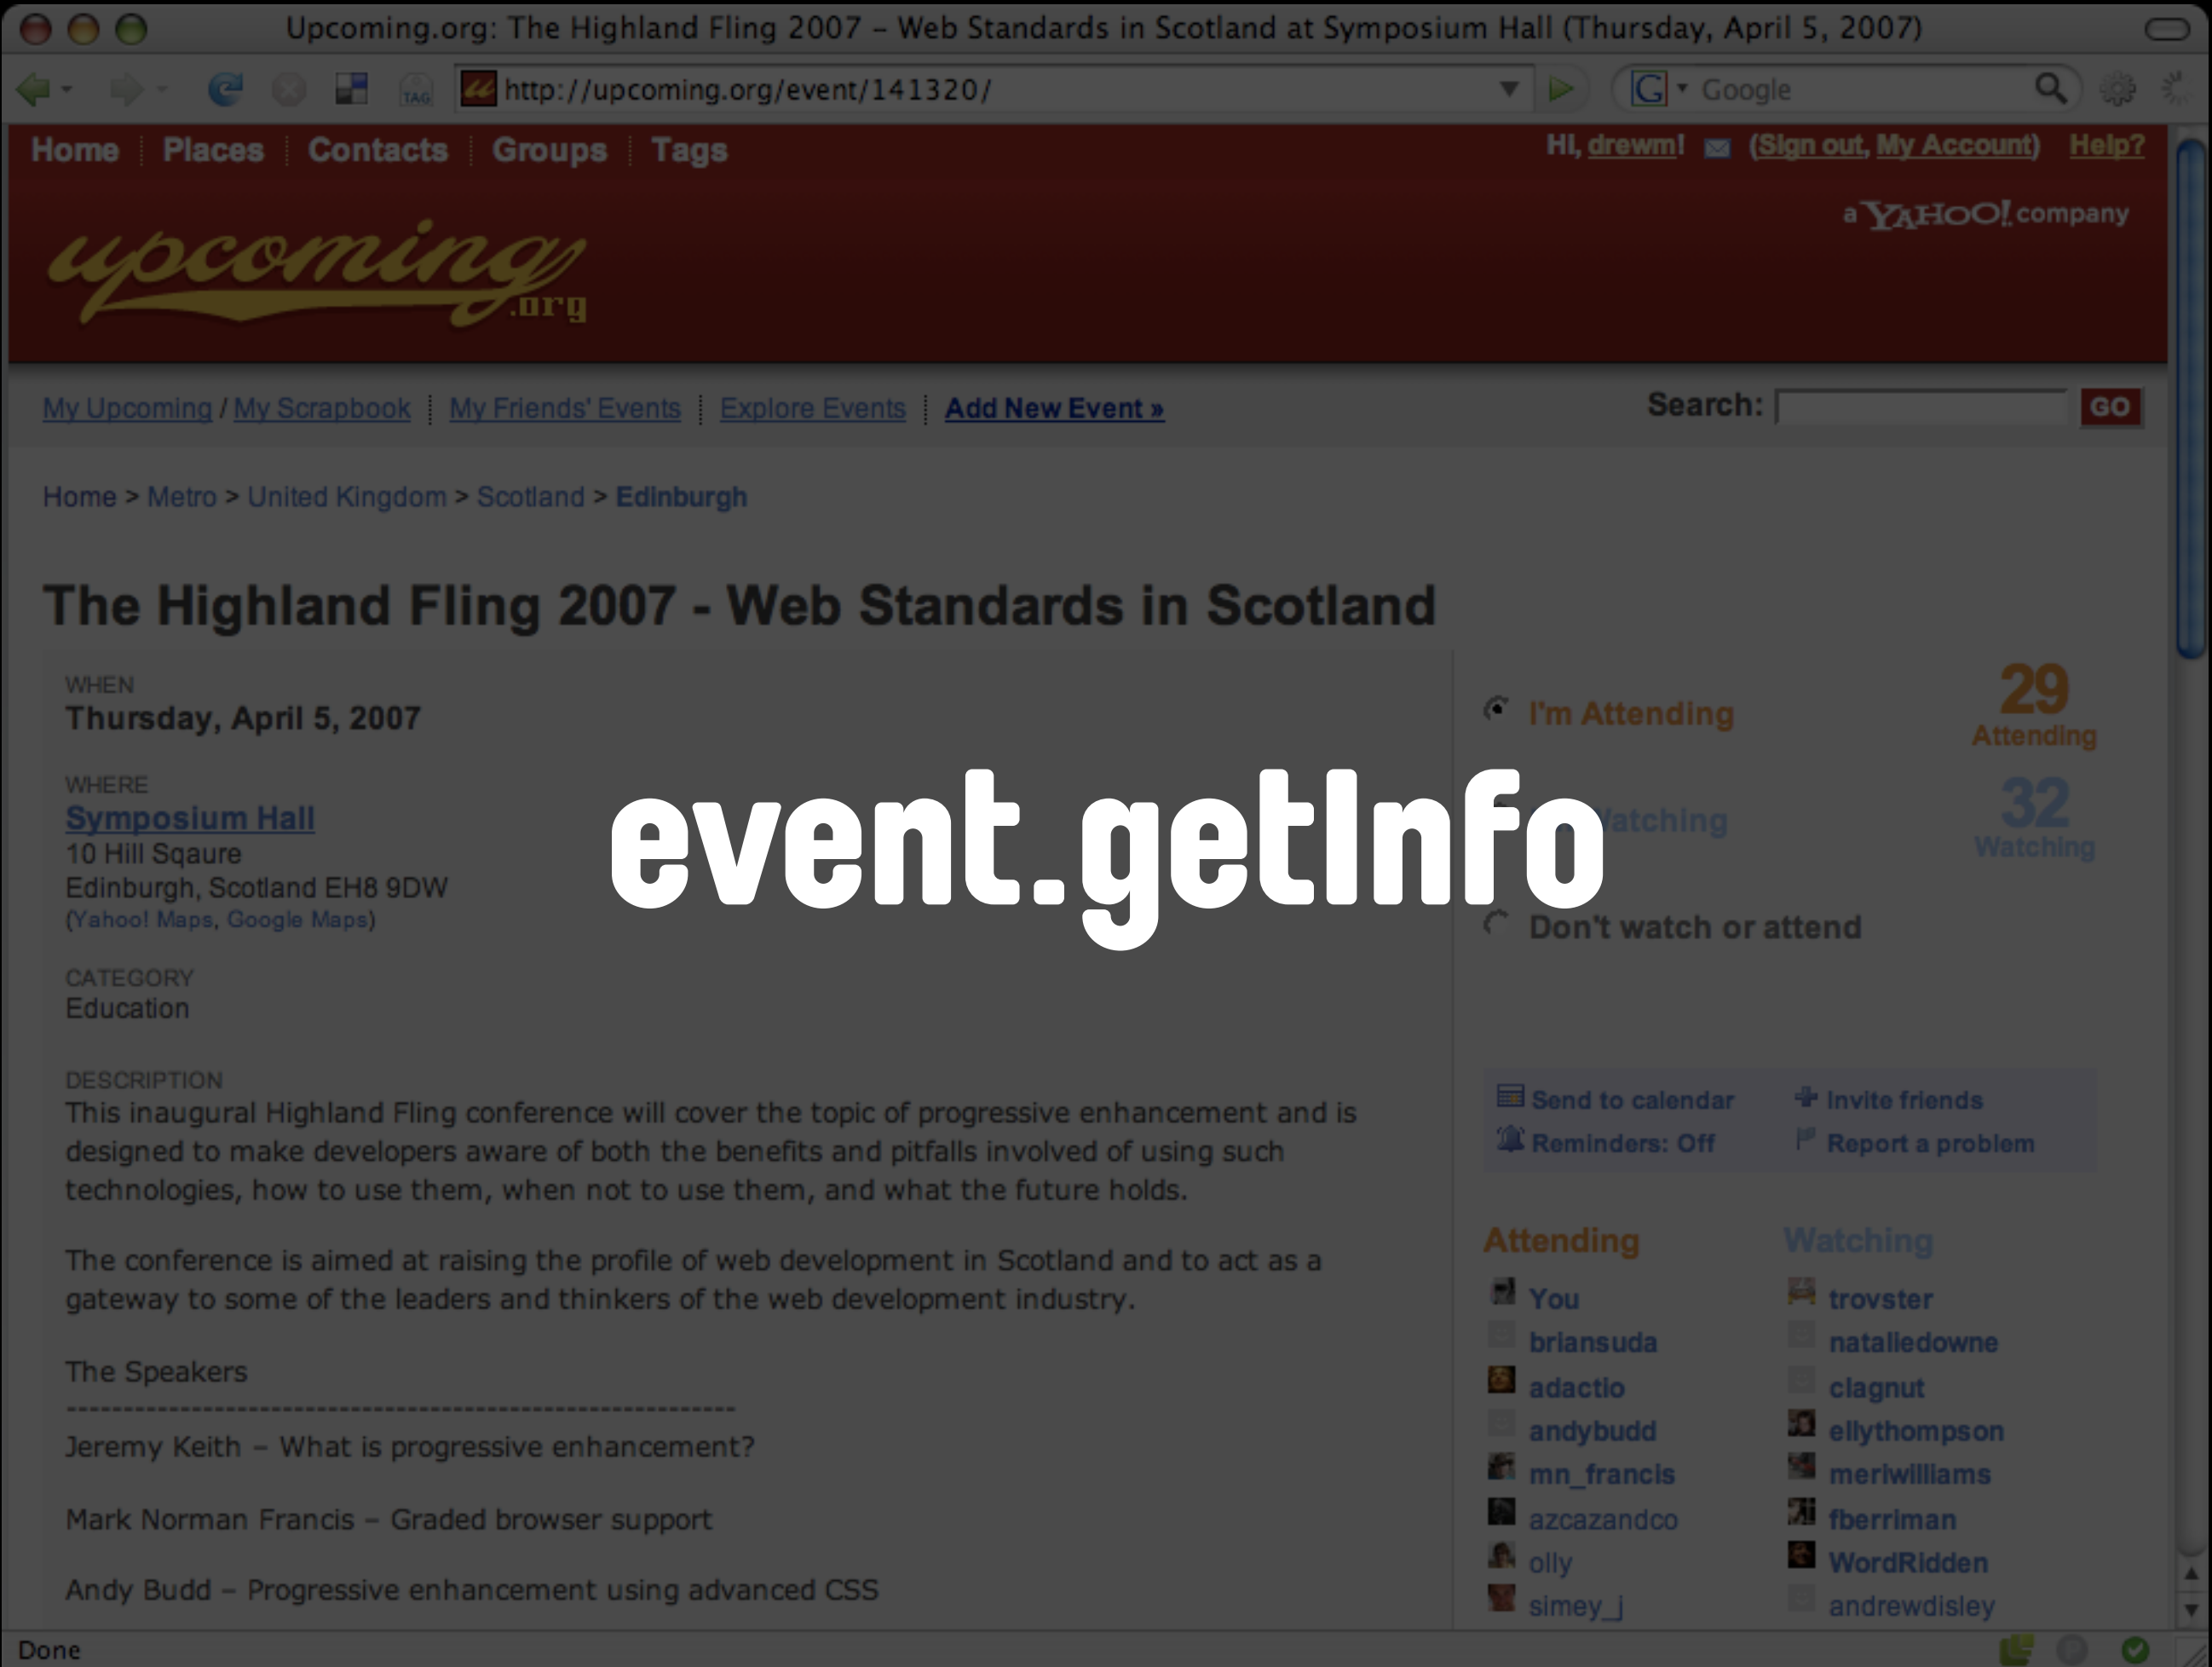 Upcoming.org: The Highland Fling 2007 – Web Standards in Scotland at Symposium Hall (Thursday, April 5, 2007)
TAG http://upcoming.org/event/141320/ Google
Home Places Contacts Groups Tags
Hi, drewm! (Sign out, My Account) Help?
upcoming.org
a YAHOO! company
My Upcoming / My Scrapbook My Friends' Events Explore Events Add New Event »
Search: GO
Home > Metro > United Kingdom > Scotland > Edinburgh
The Highland Fling 2007 - Web Standards in Scotland
WHEN
Thursday, April 5, 2007
WHERE
Symposium Hall
10 Hill Sqaure
Edinburgh, Scotland EH8 9DW
(Yahoo! Maps, Google Maps)
CATEGORY
Education
DESCRIPTION
This inaugural Highland Fling conference will cover the topic of progressive enhancement and is
designed to make developers aware of both the benefits and pitfalls involved of using such
technologies, how to use them, when not to use them, and what the future holds.
The conference is aimed at raising the profile of web development in Scotland and to act as a
gateway to some of the leaders and thinkers of the web development industry.
The Speakers
-----------------------------------------------------------
Jeremy Keith – What is progressive enhancement?
Mark Norman Francis – Graded browser support
Andy Budd – Progressive enhancement using advanced CSS
event.getInfo
I'm Attending
29
Attending
Watching
32
Watching
Don't watch or attend
Send to calendar Invite friends
Reminders: Off Report a problem
Attending Watching
You trovster
briansuda nataliedowne
adactio clagnut
andybudd ellythompson
mn_francis meriwilliams
azcazandco fberriman
olly WordRidden
simey_j andrewdisley
Done